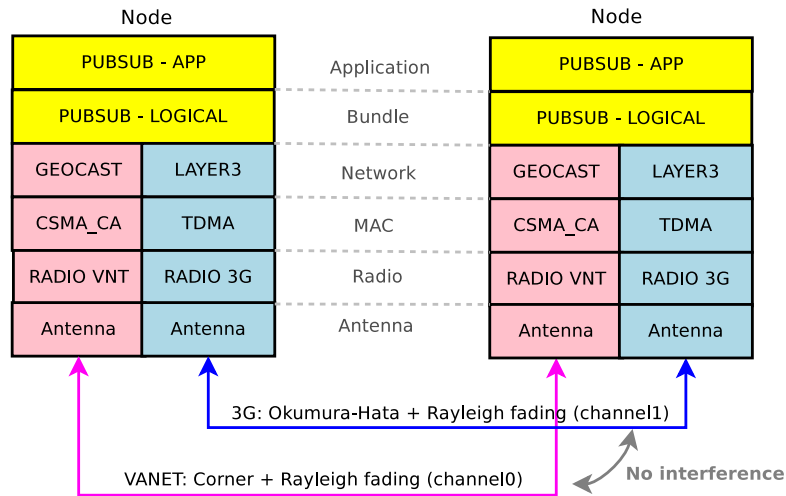 Node
Node
PUBSUB - APP
Application
PUBSUB - APP
PUBSUB - LOGICAL
Bundle
PUBSUB - LOGICAL
GEOCAST
LAYER3
Network
GEOCAST
LAYER3
CSMA_CA
TDMA
MAC
CSMA_CA
TDMA
RADIO VNT
RADIO 3G
Radio
RADIO VNT
RADIO 3G
Antenna
Antenna
Antenna
Antenna
Antenna
3G: Okumura-Hata + Rayleigh fading (channel1)
VANET: Corner + Rayleigh fading (channel0)
No interference